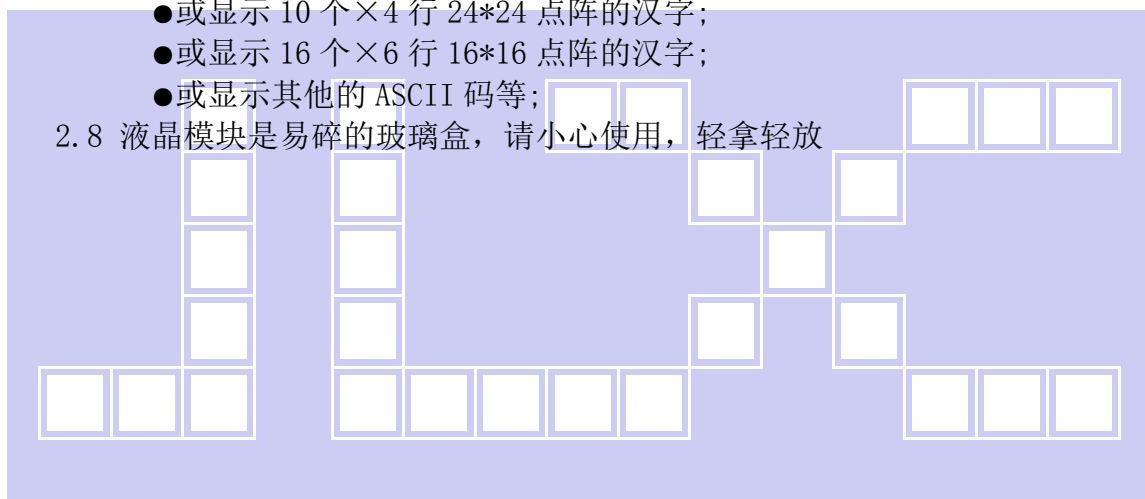 ●或显示 10 个×4 行 24*24 点阵的汉字;
●或显示 16 个×6 行 16*16 点阵的汉字;
●或显示其他的 ASCII 码等;
2.8 液晶模块是易碎的玻璃盒，请小心使用，轻拿轻放
JLX